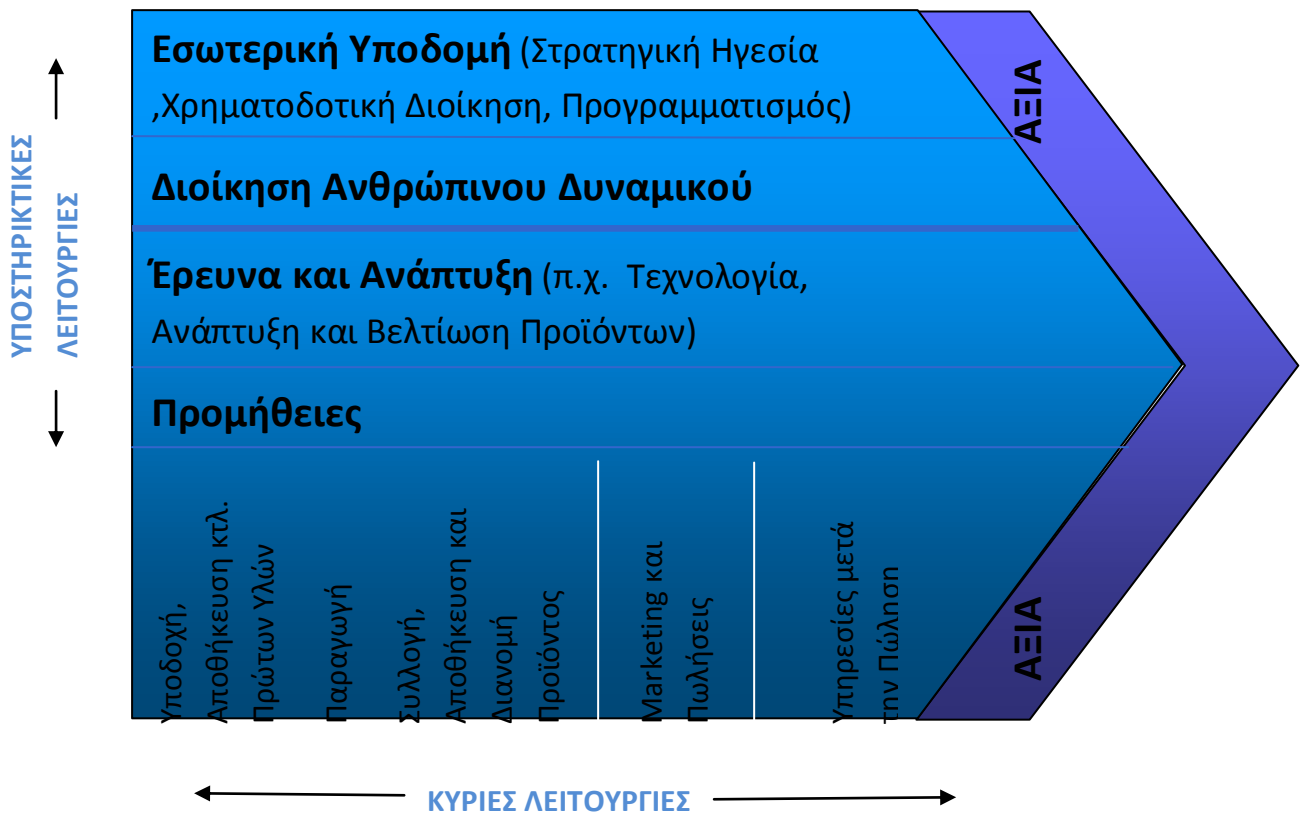 ΥΠΟΣΤΗΡΙΚΤΙΚΕΣ
ΛΕΙΤΟΥΡΓΙΕΣ
Εσωτερική Υποδομή (Στρατηγική Ηγεσία
,Χρηματοδοτική Διοίκηση, Προγραμματισμός)
Διοίκηση Ανθρώπινου Δυναμικού
Έρευνα και Ανάπτυξη (π.χ. Τεχνολογία,
Ανάπτυξη και Βελτίωση Προϊόντων)
Προμήθειες
Υποδοχή,
Αποθήκευση κτλ.
Πρώτων Υλών
Παραγωγή
Συλλογή,
Αποθήκευση και
Διανομή
Προϊόντος
Marketing και
Πωλήσεις
Υπηρεσίες μετά
την Πώληση
ΑΞΙΑ
ΑΞΙΑ
ΚΥΡΙΕΣ ΛΕΙΤΟΥΡΓΙΕΣ